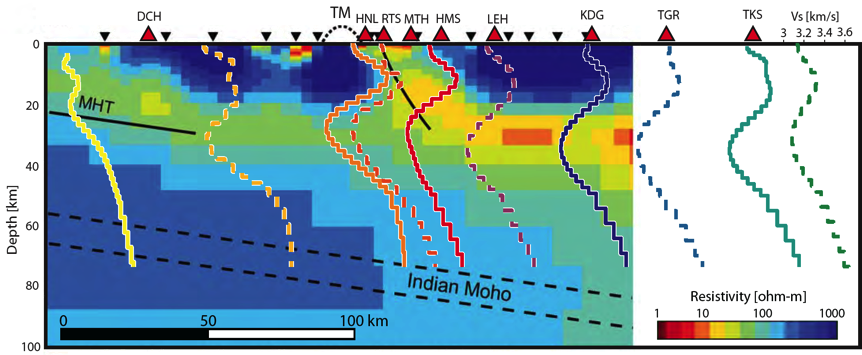 TM
DCH
HNL RTS MTH HMS LEH KDG TGR TKS Vs [km/s]
3 3.2 3.4 3.6
0
20
40
60
80
100
Depth [km]
MHT
Indian Moho
0 50 100 km
Resistivity [ohm-m]
1 10 100 1000